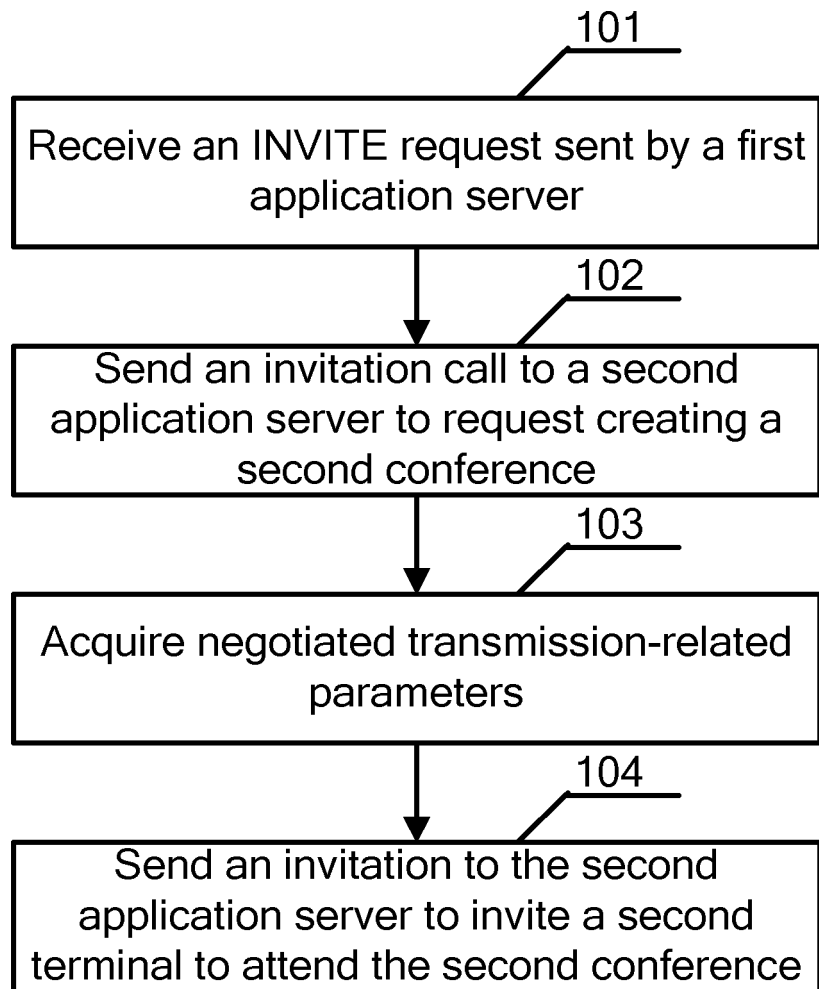 101
Receive an INVITE request sent by a first
application server
102
Send an invitation call to a second
application server to request creating a
second conference
103
Acquire negotiated transmission-related
parameters
104
Send an invitation to the second
application server to invite a second
terminal to attend the second conference